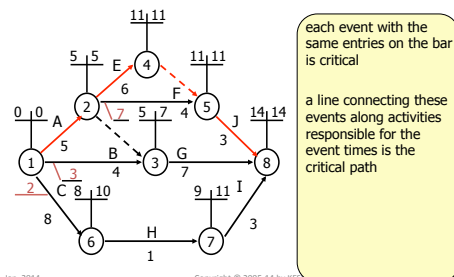 11 11
5 5
E
4
11 11
6
F
0 0
A
2
7
5 7
4
5
J
14 14
5
B
3
G
3
1
3
4
7
8
2
C
8 10
9 11
I
8
H
3
6
7
1
each event with the
same entries on the bar
is critical
a line connecting these
events along activities
responsible for the
event times is the
critical path